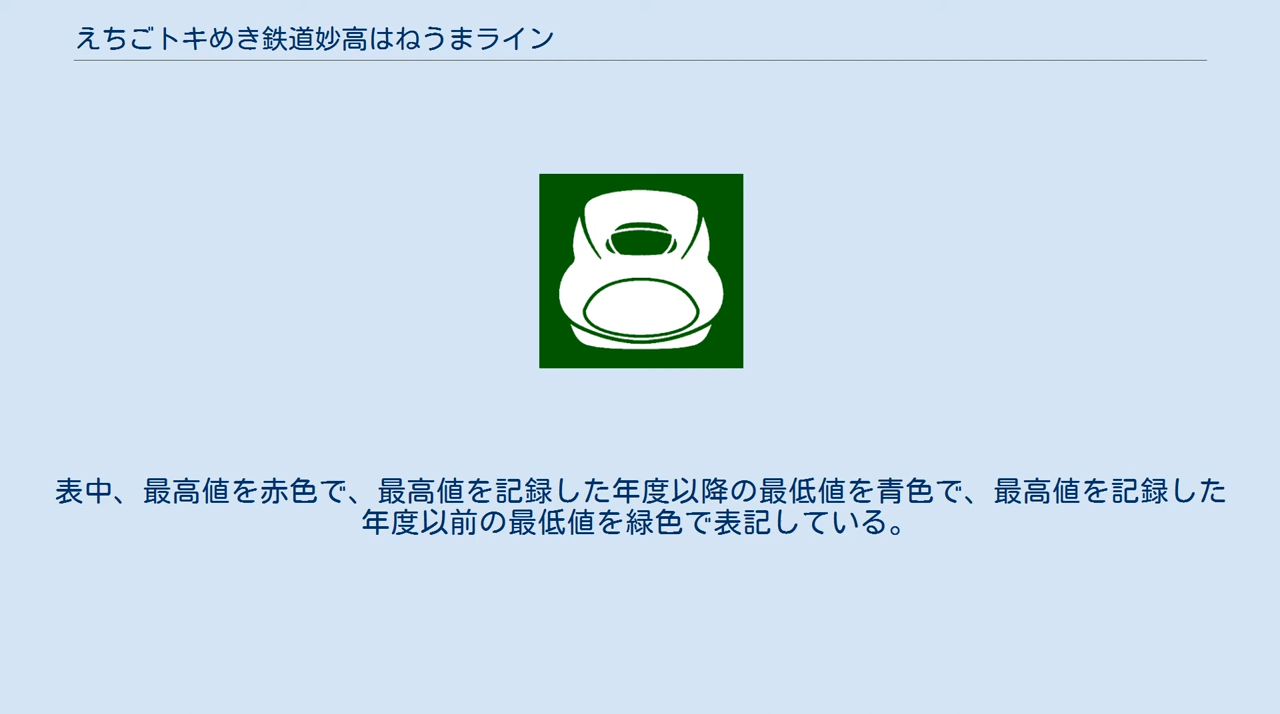 えちごトキめき鉄道妙高はねうまライン
表中、最高値を赤色で、最高値を記録した年度以降の最低値を青色で、最高値を記録した
年度以前の最低値を緑色で表記している。